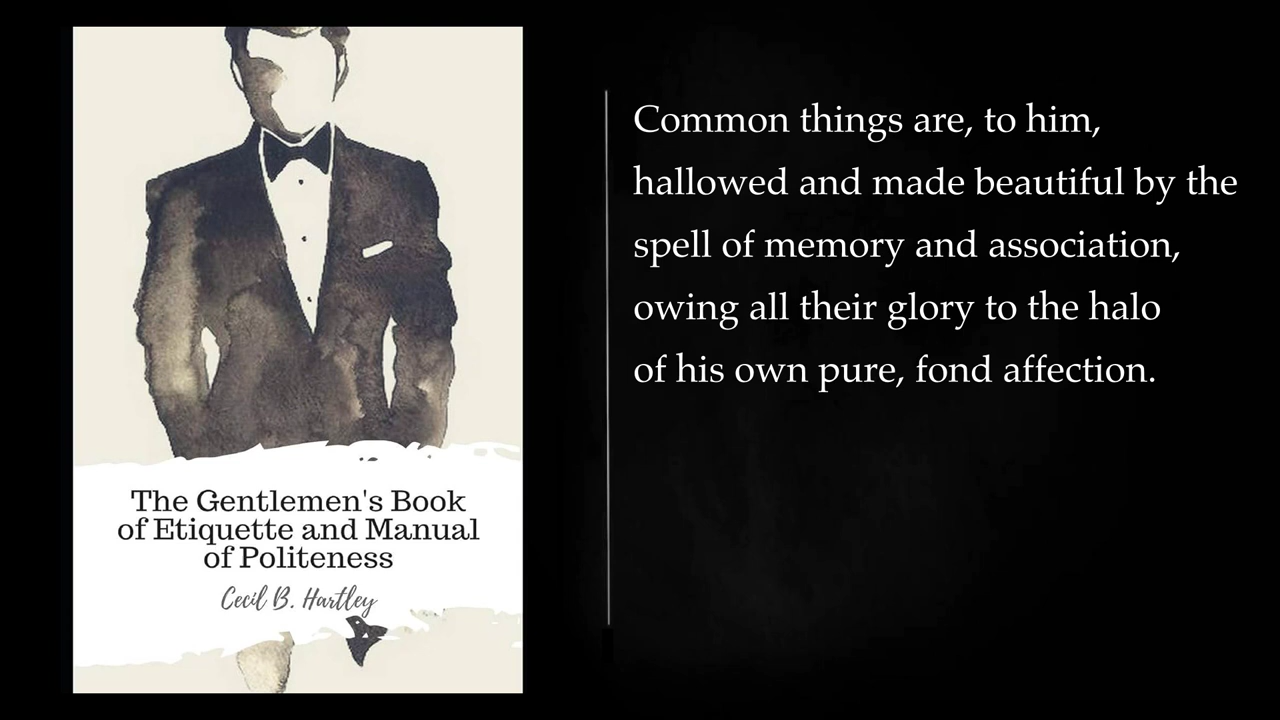 The Gentlemen's Book
of Etiquette and Manual
of Politeness
Cecil B. Hartley
Common things are, to him,
hallowed and made beautiful by the
spell of memory and association,
owing all their glory to the halo
of his own pure, fond affection.